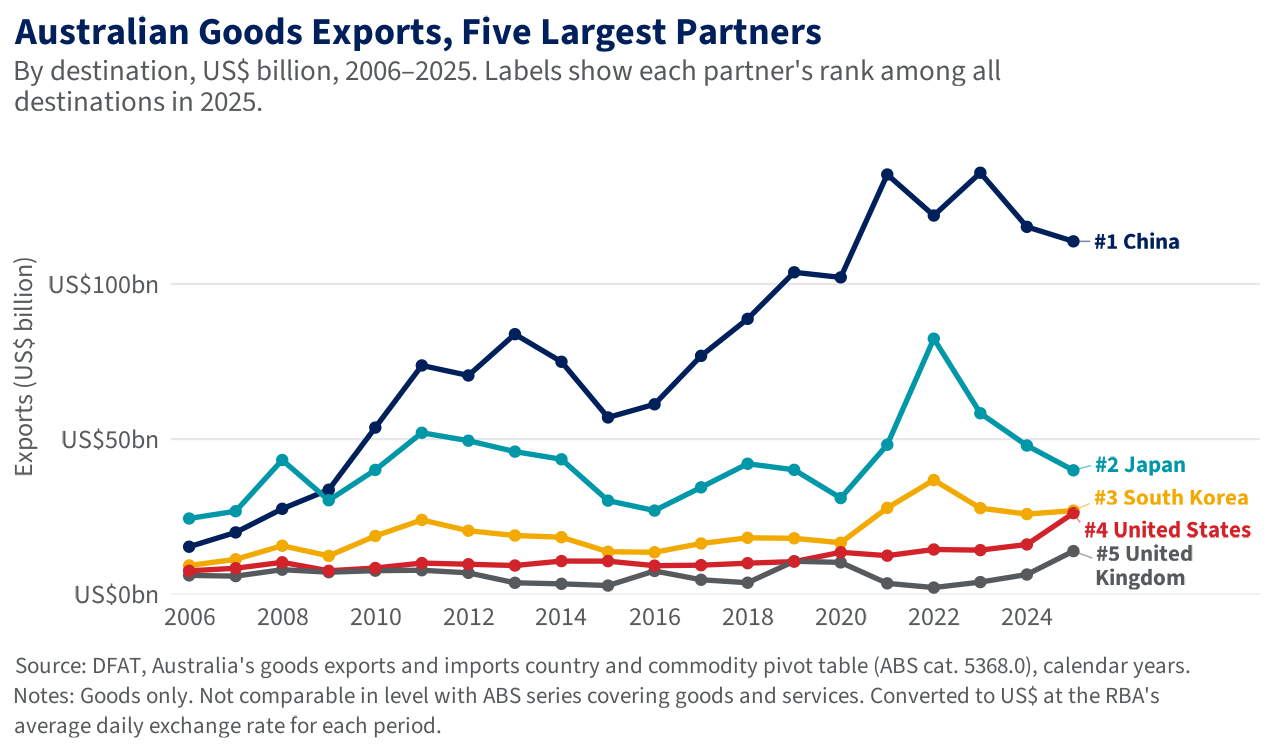 Australian Goods Exports, Five Largest Partners
By destination, US$ billion, 2006–2025. Labels show each partner's rank among all
destinations in 2025.
Exports (US$ billion)
US$100bn
US$50bn
US$0bn
#1 China
#2 Japan
#3 South Korea
#4 United States
#5 United
Kingdom
2006 2008 2010 2012 2014 2016 2018 2020 2022 2024
Source: DFAT, Australia's goods exports and imports country and commodity pivot table (ABS cat. 5368.0), calendar years.
Notes: Goods only. Not comparable in level with ABS series covering goods and services. Converted to US$ at the RBA's
average daily exchange rate for each period.